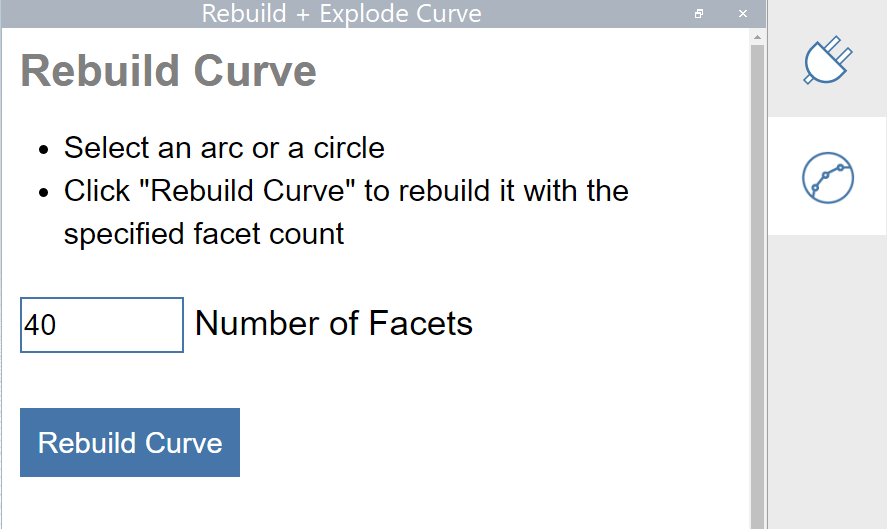 Rebuild + Explode Curve
Rebuild Curve
Select an arc or a circle
Click "Rebuild Curve" to rebuild it with the
specified facet count
40 Number of Facets
Rebuild Curve